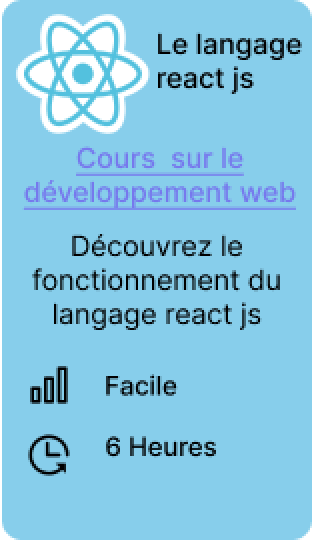 Le langage
react js
Cours sur le
développement web
Découvrez le
fonctionnement du
langage react js
Facile
6 Heures